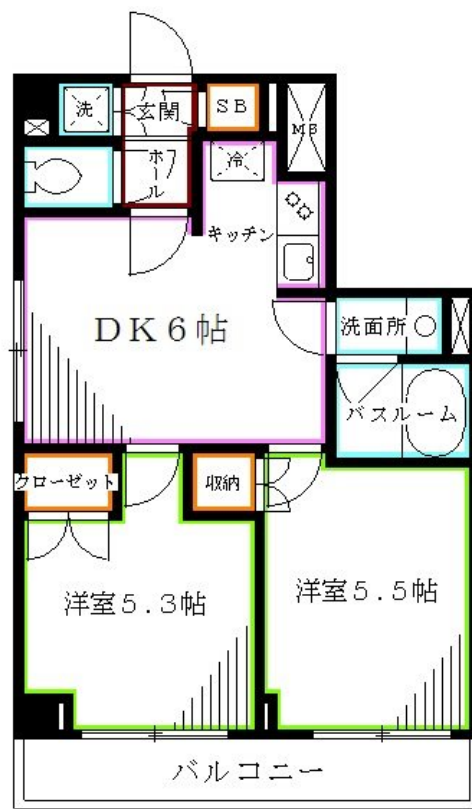 洗
玄関
SB
MB
ホール
冷
キッチン
DK6帖
洗面所
バスルーム
クローゼット
収納
洋室5.3帖
洋室5.5帖
バルコニー